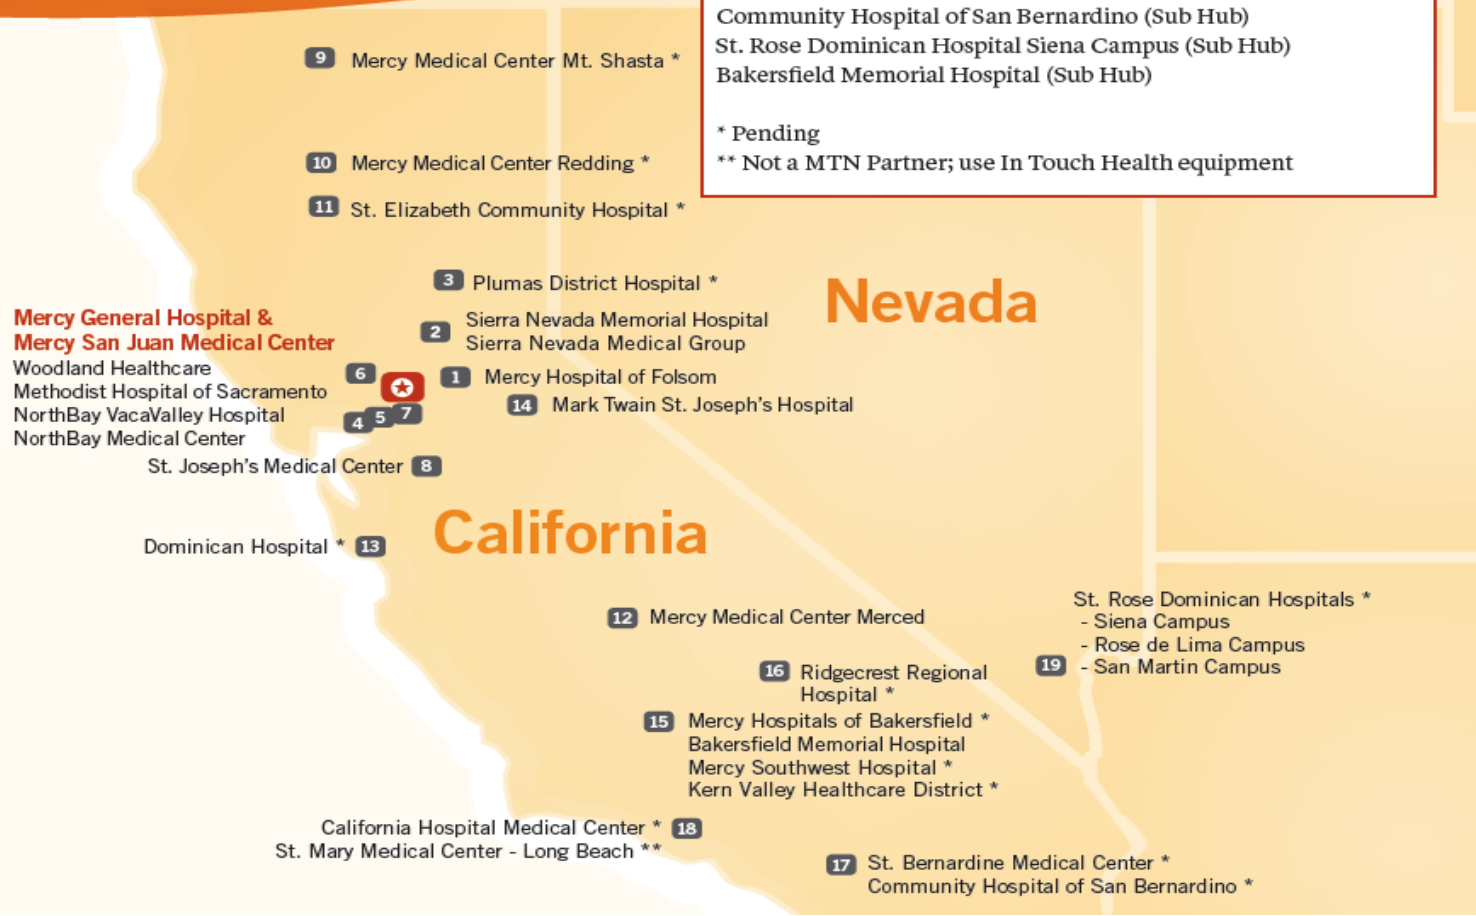 Community Hospital of San Bernardino (Sub Hub)
St. Rose Dominican Hospital Siena Campus (Sub Hub)
Bakersfield Memorial Hospital (Sub Hub)
* Pending
** Not a MTN Partner; use In Touch Health equipment
9 Mercy Medical Center Mt. Shasta *
10 Mercy Medical Center Redding *
11 St. Elizabeth Community Hospital *
3 Plumas District Hospital *
Nevada
2 Sierra Nevada Memorial Hospital
Sierra Nevada Medical Group
Mercy General Hospital &
Mercy San Juan Medical Center
Woodland Healthcare
Methodist Hospital of Sacramento
NorthBay VacaValley Hospital
NorthBay Medical Center
6
4 5 7
1 Mercy Hospital of Folsom
14 Mark Twain St. Joseph's Hospital
St. Joseph's Medical Center 8
California
Dominican Hospital * 13
12 Mercy Medical Center Merced
St. Rose Dominican Hospitals *
- Siena Campus
- Rose de Lima Campus
19 - San Martin Campus
16 Ridgecrest Regional
Hospital *
15 Mercy Hospitals of Bakersfield *
Bakersfield Memorial Hospital
Mercy Southwest Hospital *
Kern Valley Healthcare District *
California Hospital Medical Center * 18
St. Mary Medical Center - Long Beach **
17 St. Bernardine Medical Center *
Community Hospital of San Bernardino *